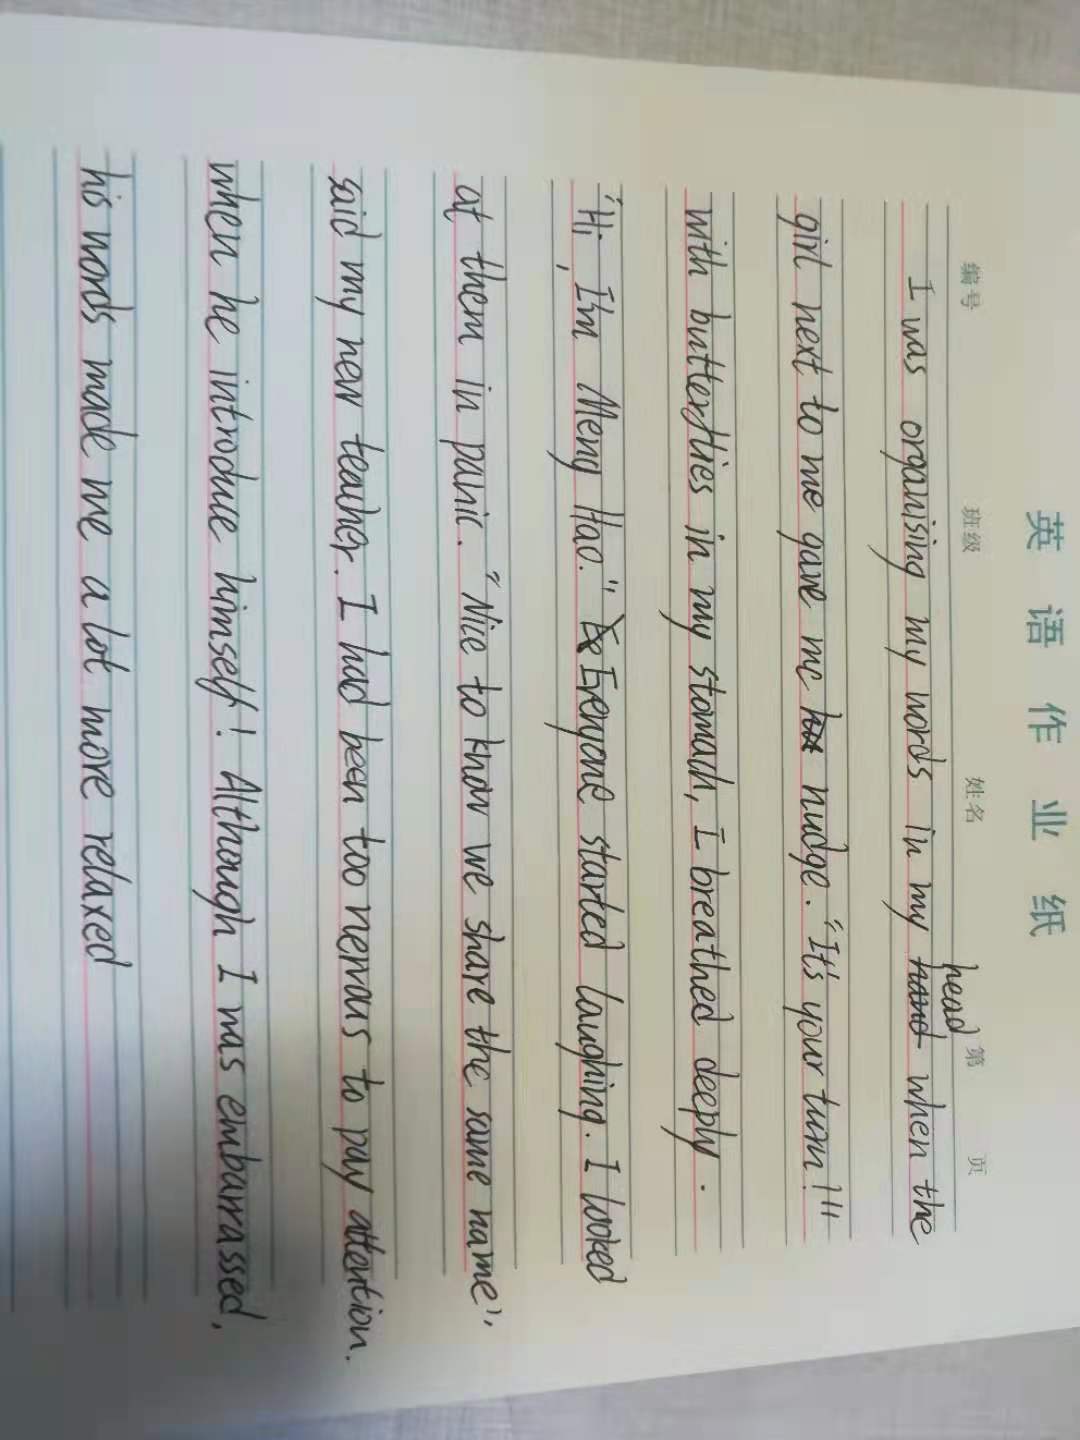 英语作业纸
编号 班级 姓名 第 页
I was organising my words in my head when the
girl next to me gave me nudge. "It's your turn!"
with butteryflies in my stomach, I breathed deeply.
"Hi, I'm Meng Hao." Everyone started laughing. I looked
at them in panic. "Nice to know we share the same name",
said my new teacher. I had been too nervous to pay attention.
when he introduce himself! Although I was embarrassed,
his words made me a lot more relaxed